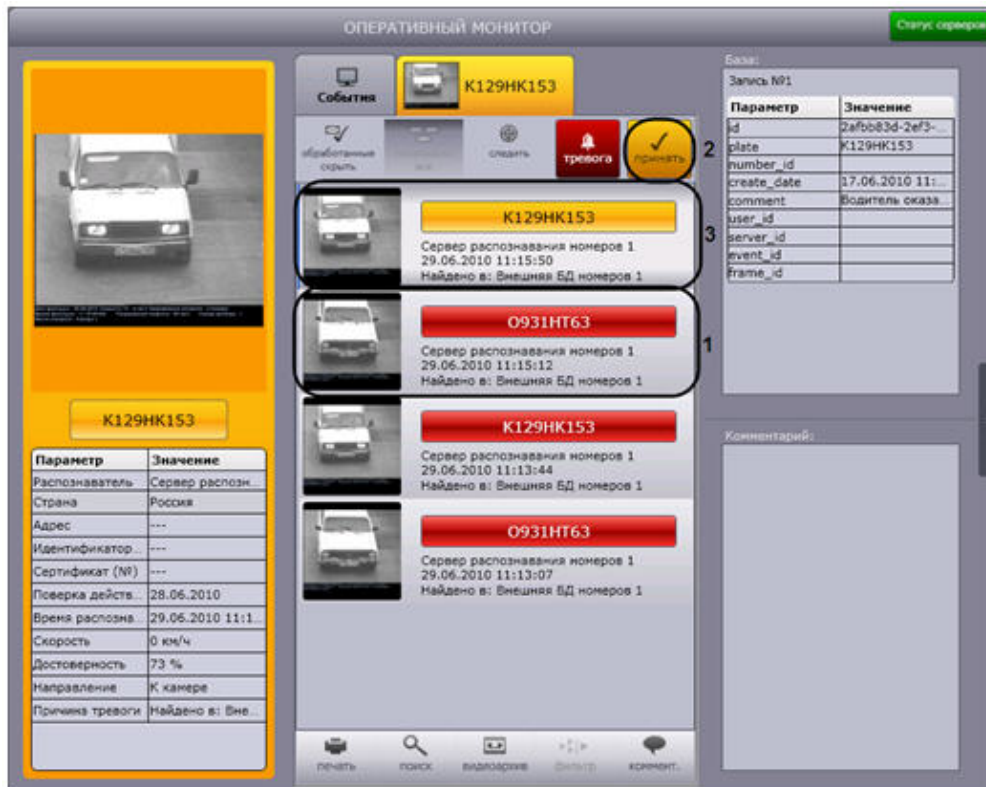 ОПЕРАТИВНЫЙ МОНИТОР
Статус серверов
К129НК153
Параметр Значение
Распознаватель Сервер распозн...
Страна Россия
Адрес ---
Идентификатор... ---
Сертификат (№) ---
Поверка действ... 28.06.2010
Время распозна... 29.06.2010 11:1...
Скорость 0 км/ч
Достоверность 73 %
Направление К камере
Причина тревоги Найдено в: Вне...
События
К129НК153
обработанные
скрыть
следить
тревога
принять
2
К129НК153
Сервер распознавания номеров 1
29.06.2010 11:15:50
Найдено в: Внешняя БД номеров 1
3
О931НТ63
Сервер распознавания номеров 1
29.06.2010 11:15:12
Найдено в: Внешняя БД номеров 1
1
К129НК153
Сервер распознавания номеров 1
29.06.2010 11:13:44
Найдено в: Внешняя БД номеров 1
О931НТ63
Сервер распознавания номеров 1
29.06.2010 11:13:07
Найдено в: Внешняя БД номеров 1
печать
поиск
видеоархив
фильтр
коммент.
База:
Запись №1
Параметр Значение
id 2afbb83d-2ef3-...
plate К129НК153
number_id
create_date 17.06.2010 11:...
comment Водитель оказа...
user_id
server_id
event_id
frame_id
Комментарий: